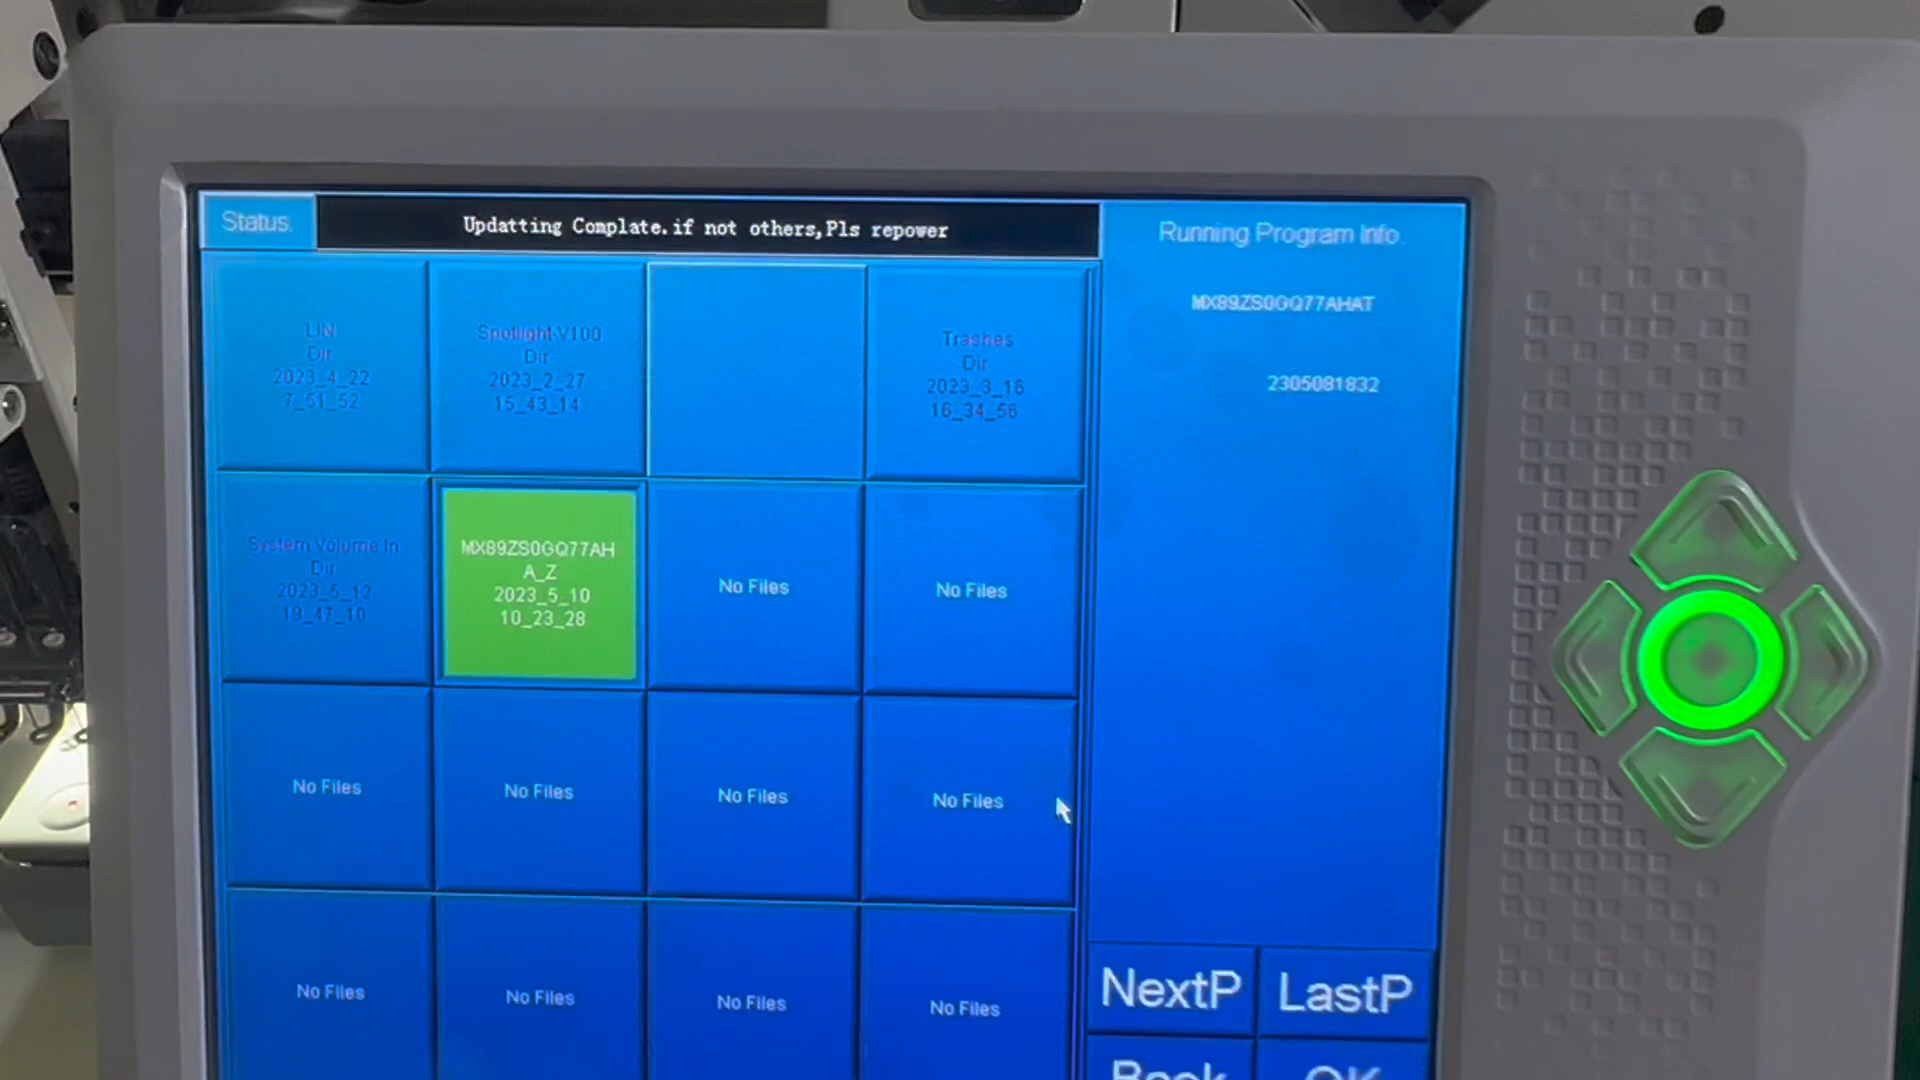 Status
Updatting Complate.if not others,Pls repower
Running Program Info.
MX89ZS0GQ77AHAT
2305081832
LIN
Dir
2023_4_22
7_51_52
Spotlight-V100
Dir
2023_2_27
15_43_14
Trashes
Dir
2023_3_16
16_34_56
System Volume In
Dir
2023_5_12
19_47_10
MX89ZS0GQ77AH
A_Z
2023_5_10
10_23_28
No Files
No Files
No Files
No Files
No Files
No Files
No Files
No Files
No Files
No Files
NextP
LastP
Back
OK